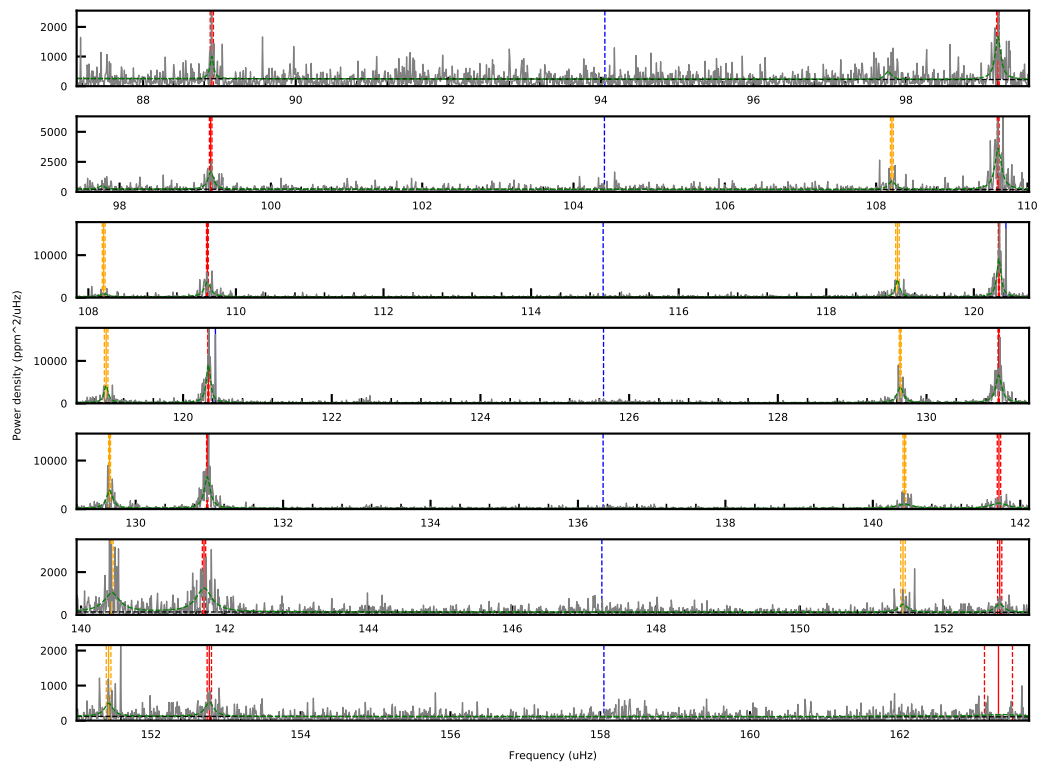 2000
1000
0
88 90 92 94 96 98
5000
2500
0
98 100 102 104 106 108 110
10000
0
108 110 112 114 116 118 120
Power density (ppm^2/uHz)
10000
0
120 122 124 126 128 130
10000
0
130 132 134 136 138 140 142
2000
0
140 142 144 146 148 150 152
2000
1000
0
152 154 156 158 160 162
Frequency (uHz)